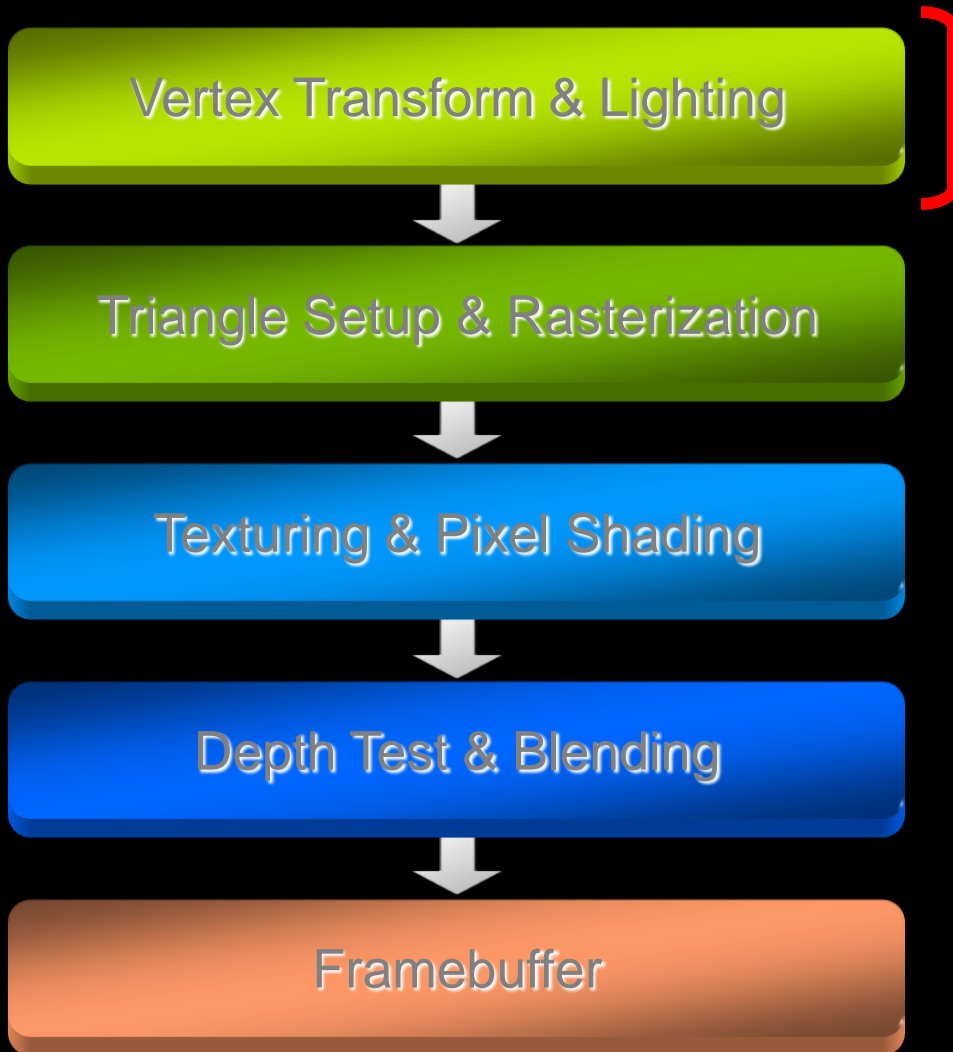 Vertex Transform & Lighting
Triangle Setup & Rasterization
Texturing & Pixel Shading
Depth Test & Blending
Framebuffer